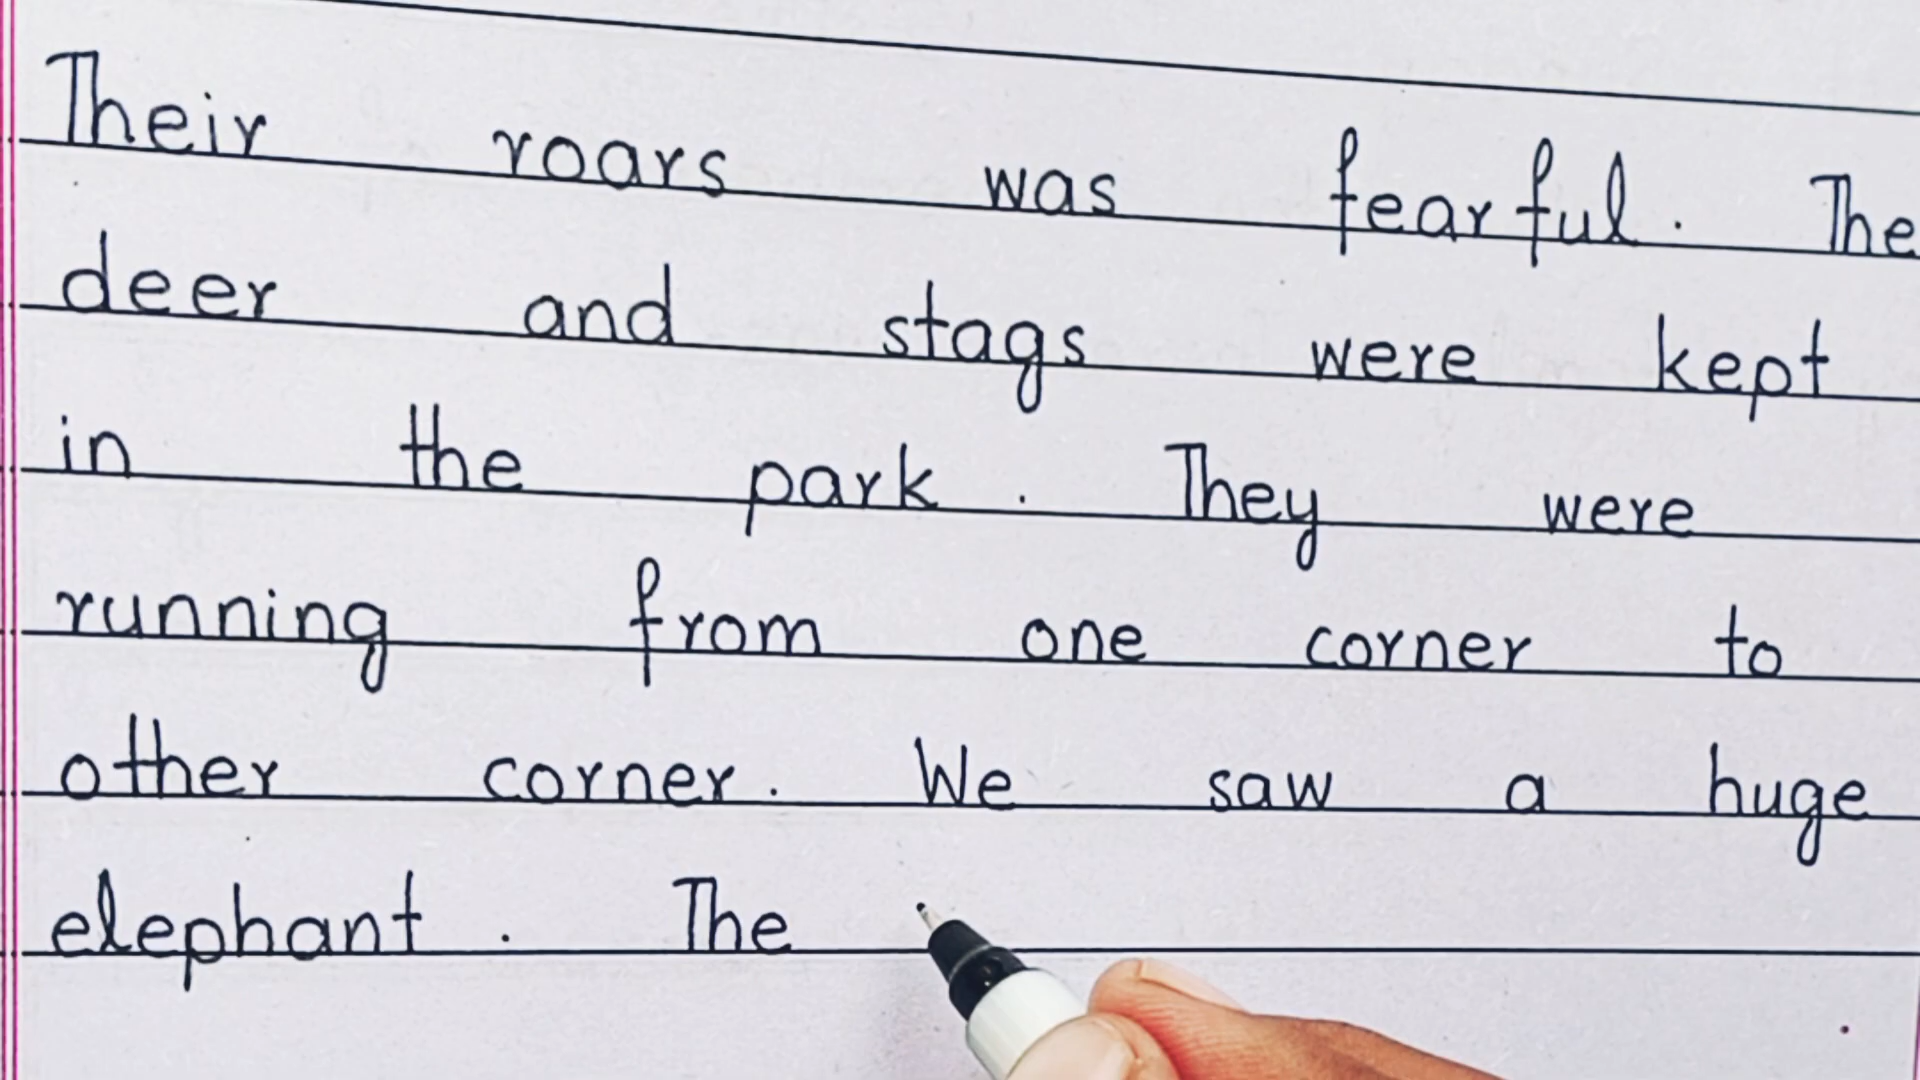 Their roars was fearful. The
deer and stags were kept
in the park. They were
running from one corner to
other corner. We saw a huge
elephant. The